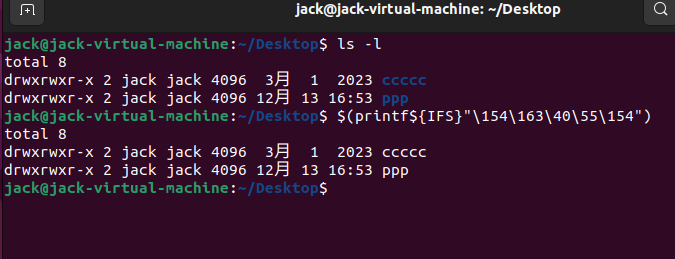 jack@jack-virtual-machine: ~/Desktop
jack@jack-virtual-machine:~/Desktop$ ls -l
total 8
drwxrwxr-x 2 jack jack 4096  3月  1  2023 ccccc
drwxrwxr-x 2 jack jack 4096 12月 13 16:53 ppp
jack@jack-virtual-machine:~/Desktop$ $(printf${IFS}"\154\163\40\55\154")
total 8
drwxrwxr-x 2 jack jack 4096  3月  1  2023 ccccc
drwxrwxr-x 2 jack jack 4096 12月 13 16:53 ppp
jack@jack-virtual-machine:~/Desktop$